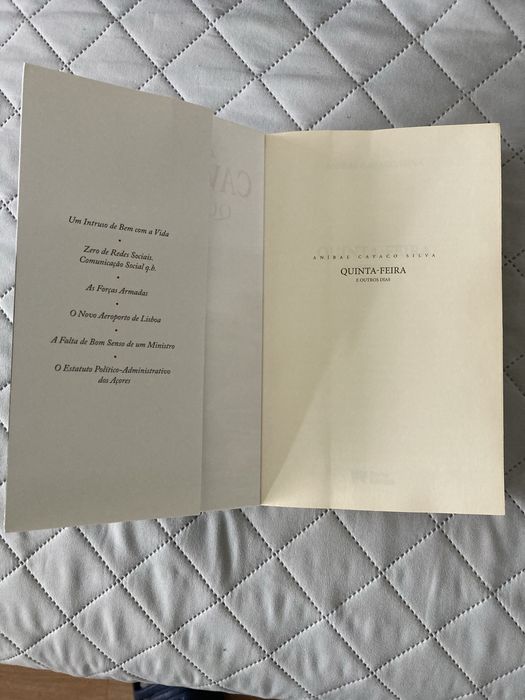 Um Intruso de Bem com a Vida
•
Zero de Redes Sociais.
Comunicação Social q.b.
•
As Forças Armadas
•
O Novo Aeroporto de Lisboa
•
A Falta de Bom Senso de um Ministro
•
O Estatuto Político-Administrativo
dos Açores
ANÍBAL CAVACO SILVA
QUINTA-FEIRA
E OUTROS DIAS